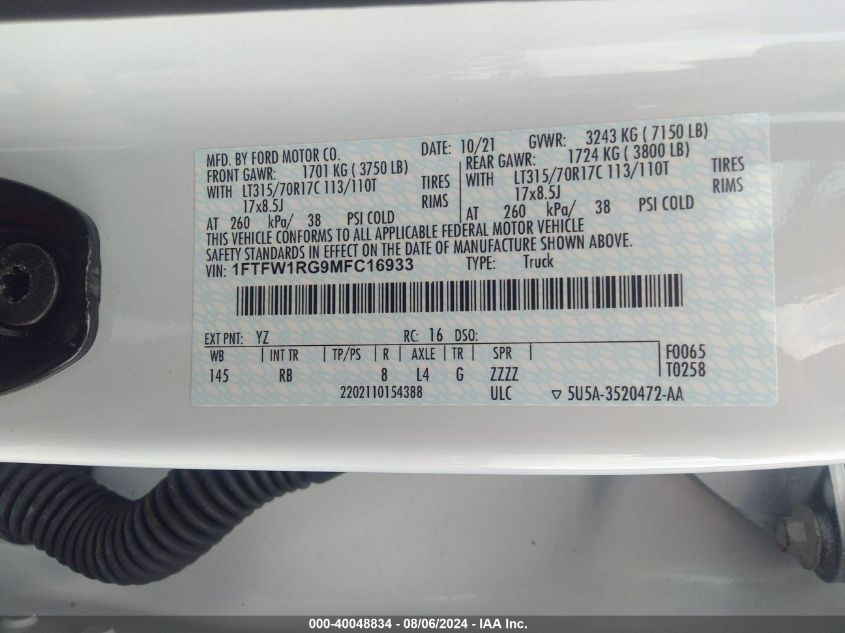 MFD. BY FORD MOTOR CO. DATE: 10/21 GVWR: 3243 KG ( 7150 LB)
FRONT GAWR: 1701 KG ( 3750 LB) REAR GAWR: 1724 KG ( 3800 LB)
WITH LT315/70R17C 113/110T TIRES WITH LT315/70R17C 113/110T TIRES
17x8.5J RIMS 17x8.5J RIMS
AT 260 kPa/ 38 PSI COLD AT 260 kPa/ 38 PSI COLD
THIS VEHICLE CONFORMS TO ALL APPLICABLE FEDERAL MOTOR VEHICLE
SAFETY STANDARDS IN EFFECT ON THE DATE OF MANUFACTURE SHOWN ABOVE.
VIN: 1FTFW1RG9MFC16933 TYPE: Truck
EXT PNT: YZ RC: 16 DSO:
WB INT TR TP/PS R AXLE TR SPR F0065
145 RB 8 L4 G ZZZZ T0258
2202110154388 ULC ▽ 5U5A-3520472-AA
000-40048834 - 08/06/2024 - IAA Inc.